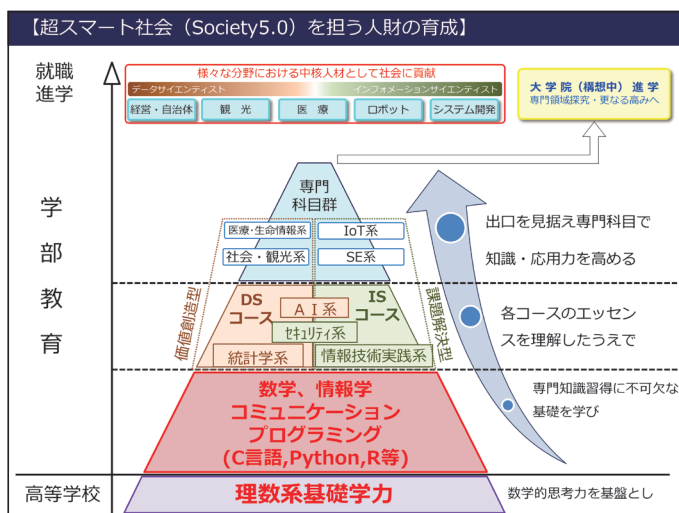 【超スマート社会（Society5.0）を担う人財の育成】
就職
進学
様々な分野における中核人材として社会に貢献
データサイエンティスト
インフォメーションサイエンティスト
経営・自治体
観 光
医 療
ロボット
システム開発
大 学 院（構想中）進 学
専門領域探究・更なる高みへ
学
部
教
育
専門
科目群
医療・生命情報系
IoT系
社会・観光系
SE系
価値創造型
課題解決型
DS
コース
IS
コース
ＡＩ系
セキュリティ系
統計学系
情報技術実践系
数学、情報学
コミュニケーション
プログラミング
(C言語,Python,R等)
出口を見据え専門科目で
知識・応用力を高める
各コースのエッセン
スを理解したうえで
専門知識習得に不可欠な
基礎を学び
高等学校
理数系基礎学力
数学的思考力を基盤とし